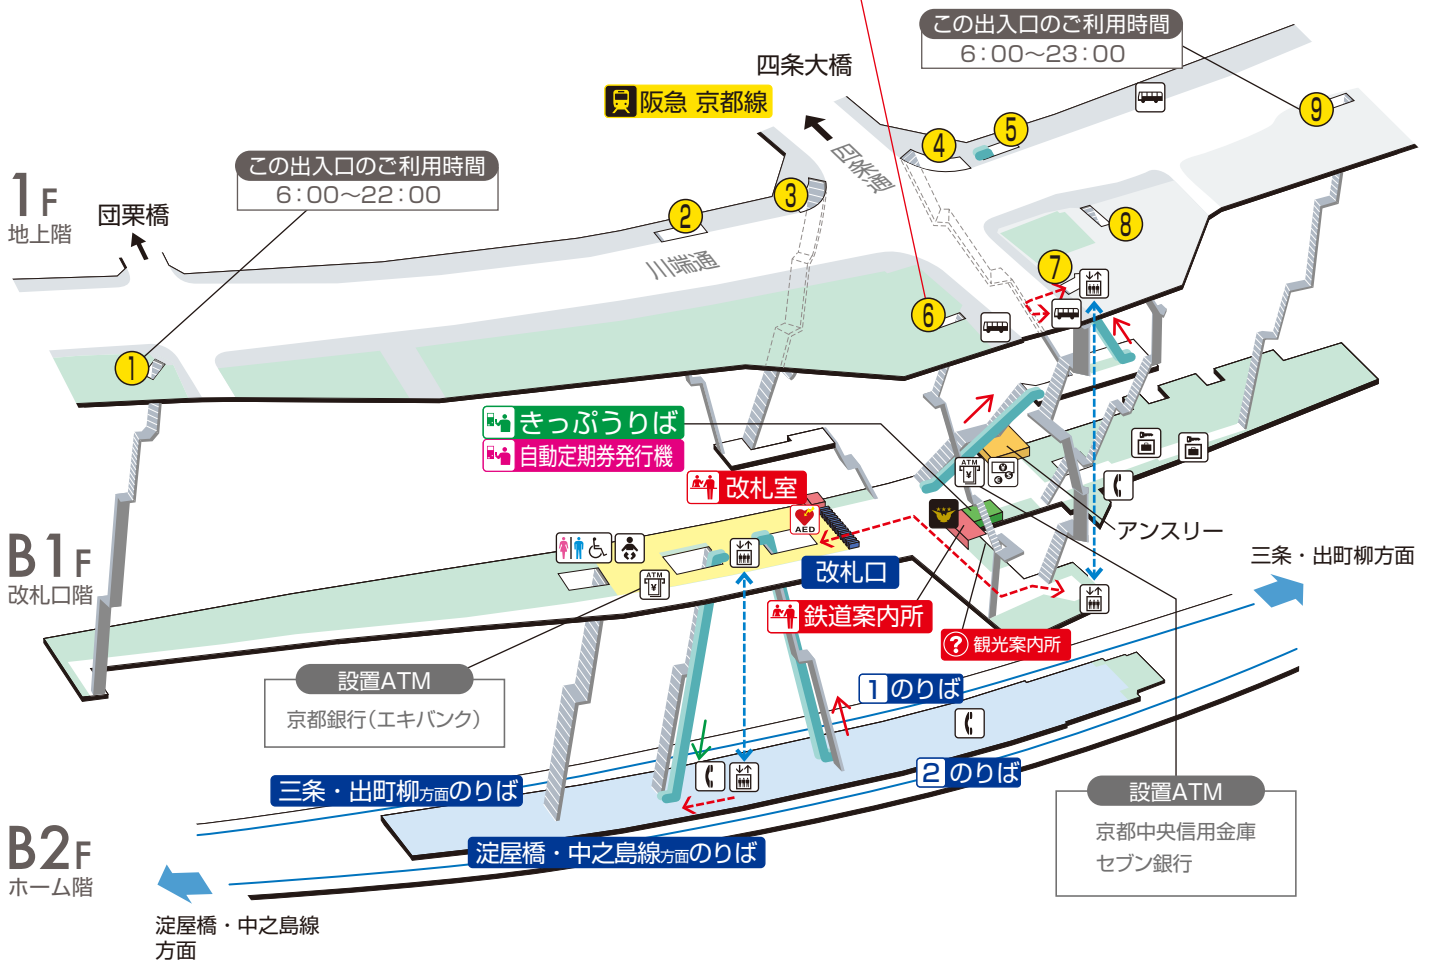 この出入口のご利用時間
6:00〜23:00
四条大橋
阪急 京都線
9
5
4
四条通
この出入口のご利用時間
6:00〜22:00
1F
地上階
団栗橋
3
2
8
川端通
7
6
1
きっぷうりば
自動定期券発行機
ATM
¥
改札室
AED
アンスリー
B1F
改札口階
三条・出町柳方面
改札口
ATM
¥
鉄道案内所
? 観光案内所
設置ATM
京都銀行(エキバンク)
1 のりば
2 のりば
三条・出町柳方面のりば
設置ATM
京都中央信用金庫
セブン銀行
B2F
ホーム階
淀屋橋・中之島線方面のりば
淀屋橋・中之島線
方面